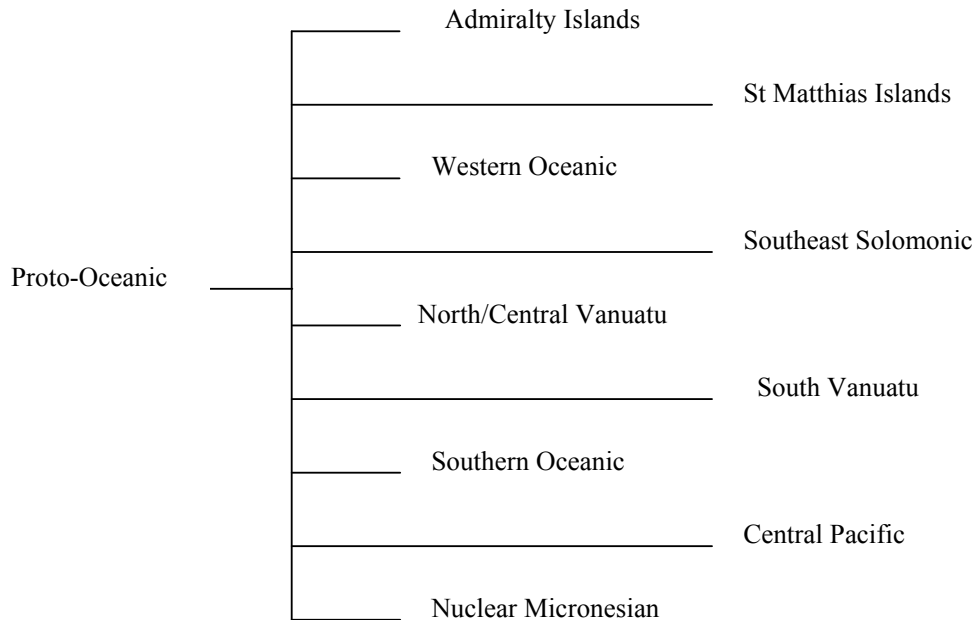 Admiralty Islands
St Matthias Islands
Western Oceanic
Southeast Solomonic
Proto-Oceanic
North/Central Vanuatu
South Vanuatu
Southern Oceanic
Central Pacific
Nuclear Micronesian